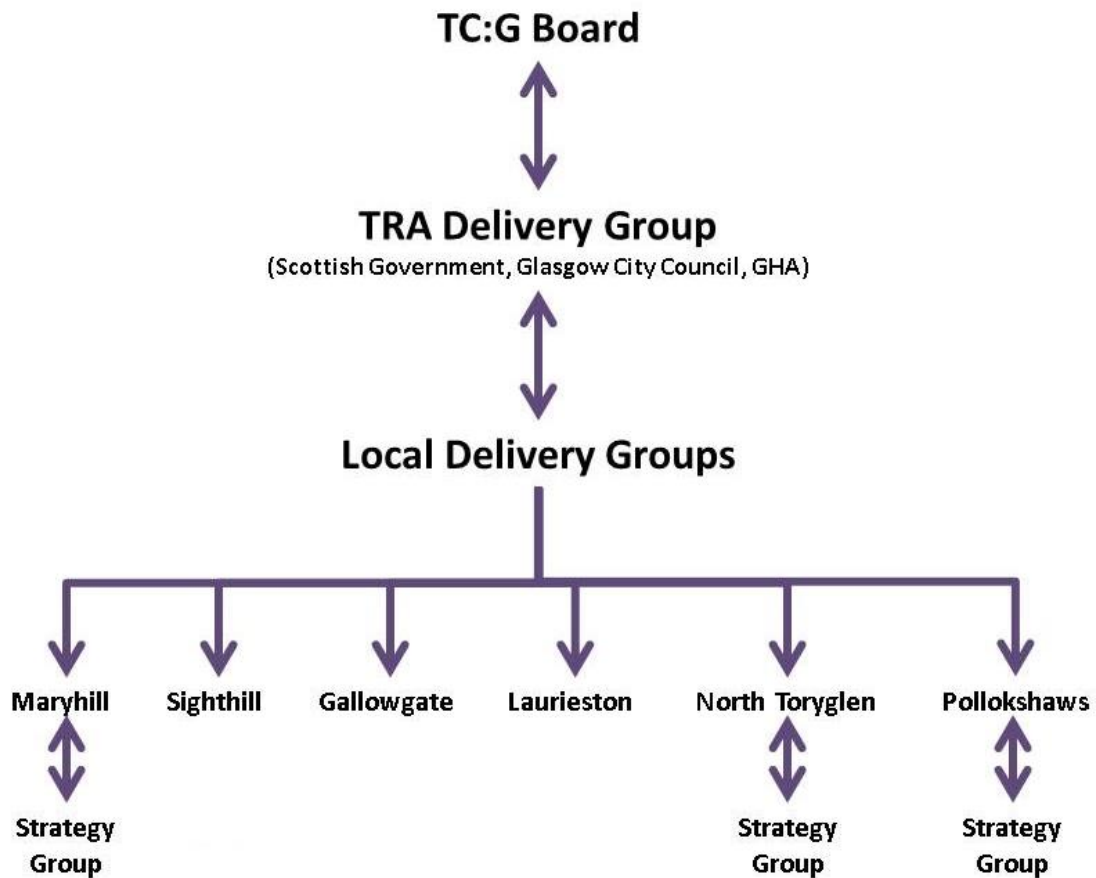 TC:G Board
TRA Delivery Group
(Scottish Government, Glasgow City Council, GHA)
Local Delivery Groups
Maryhill
Sighthill
Gallowgate
Laurieston
North Toryglen
Pollokshaws
Strategy
Group
Strategy
Group
Strategy
Group